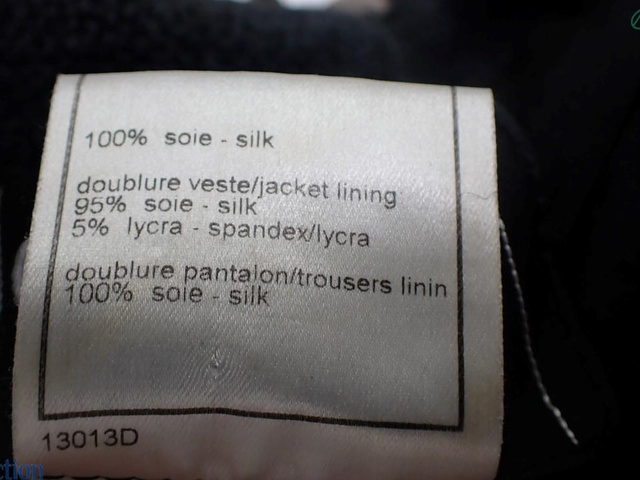 100% soie - silk
doublure veste/jacket lining
95% soie - silk
5% lycra - spandex/lycra
doublure pantalon/trousers linin
100% soie - silk
13013D
ction